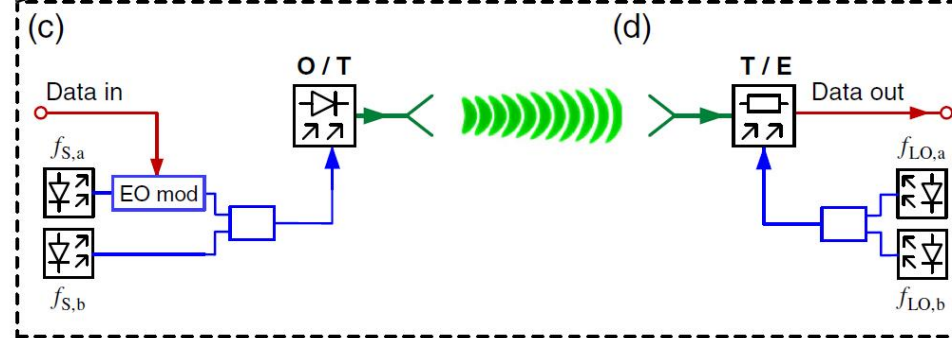 (c)
(d)
O / T
T / E
Data in
Data out
f_S,a
f_LO,a
EO mod
f_S,b
f_LO,b